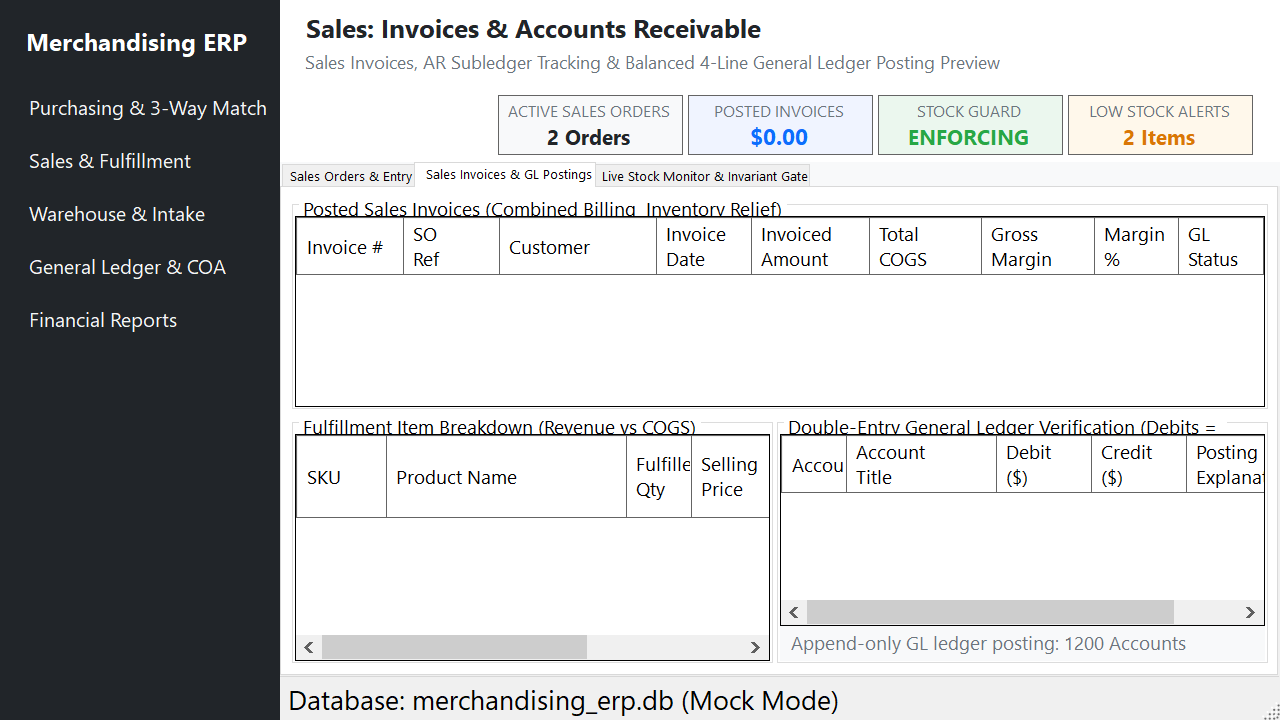 Merchandising ERP
Purchasing & 3-Way Match
Sales & Fulfillment
Warehouse & Intake
General Ledger & COA
Financial Reports
Sales: Invoices & Accounts Receivable
Sales Invoices, AR Subledger Tracking & Balanced 4-Line General Ledger Posting Preview
ACTIVE SALES ORDERS
2 Orders
POSTED INVOICES
$0.00
STOCK GUARD
ENFORCING
LOW STOCK ALERTS
2 Items
Sales Orders & Entry
Sales Invoices & GL Postings
Live Stock Monitor & Invariant Gate
Posted Sales Invoices (Combined Billing_Inventory Relief)
Invoice #
SO
Ref
Customer
Invoice
Date
Invoiced
Amount
Total
COGS
Gross
Margin
Margin
%
GL
Status
Fulfillment Item Breakdown (Revenue vs COGS)
SKU
Product Name
Fulfille
Qty
Selling
Price
Double-Entry General Ledger Verification (Debits =
Accou
Account
Title
Debit
($)
Credit
($)
Posting
Explana
Append-only GL ledger posting: 1200 Accounts
Database: merchandising_erp.db (Mock Mode)